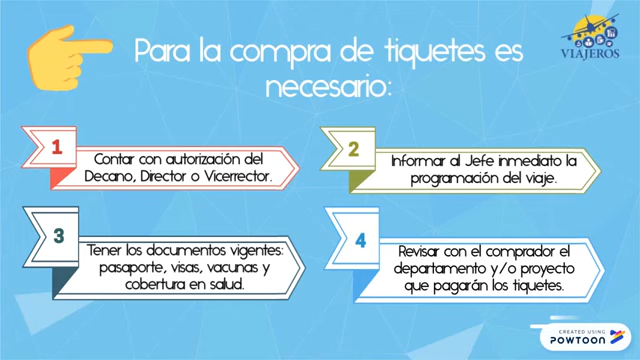 Para la compra de tiquetes es
necesario:
VIAJEROS
1
Contar con autorización del
Decano, Director o Vicerrector.
2
Informar al Jefe inmediato la
programación del viaje.
3
Tener los documentos vigentes:
pasaporte, visas, vacunas y
cobertura en salud.
4
Revisar con el comprador el
departamento y/o proyecto
que pagarán los tiquetes.
CREATED USING
POWTOON